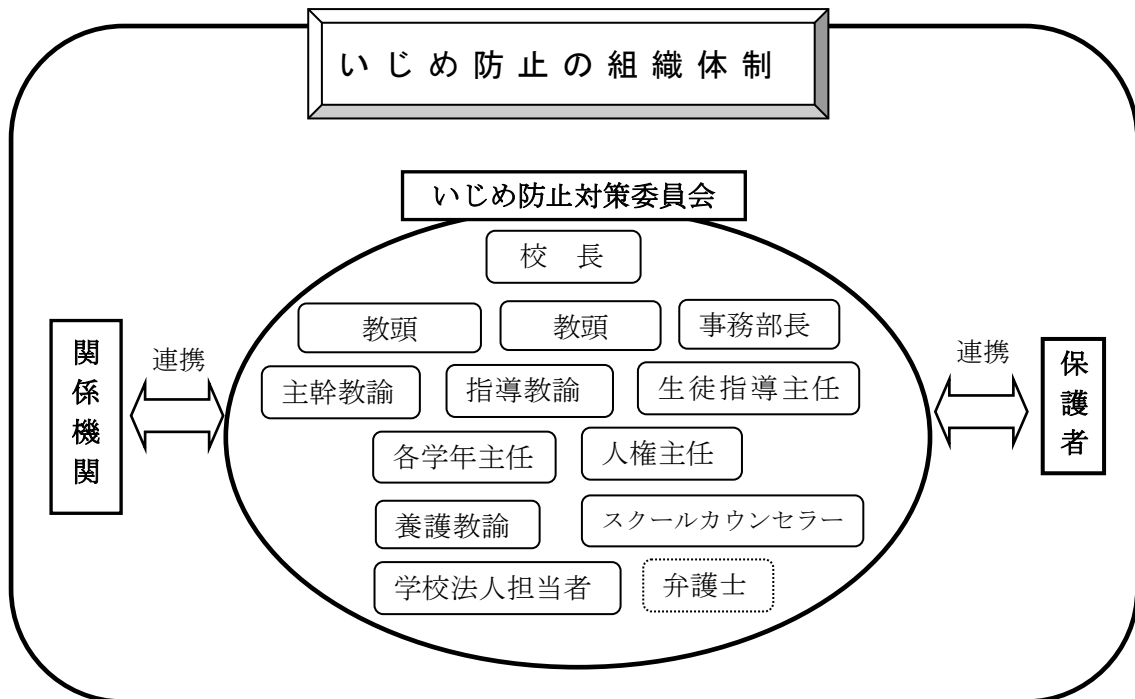 いじめ防止の組織体制
いじめ防止対策委員会
校　長
教頭
教頭
事務部長
主幹教諭
指導教諭
生徒指導主任
各学年主任
人権主任
養護教諭
スクールカウンセラー
学校法人担当者
弁護士
連携
関係機関
連携
保護者